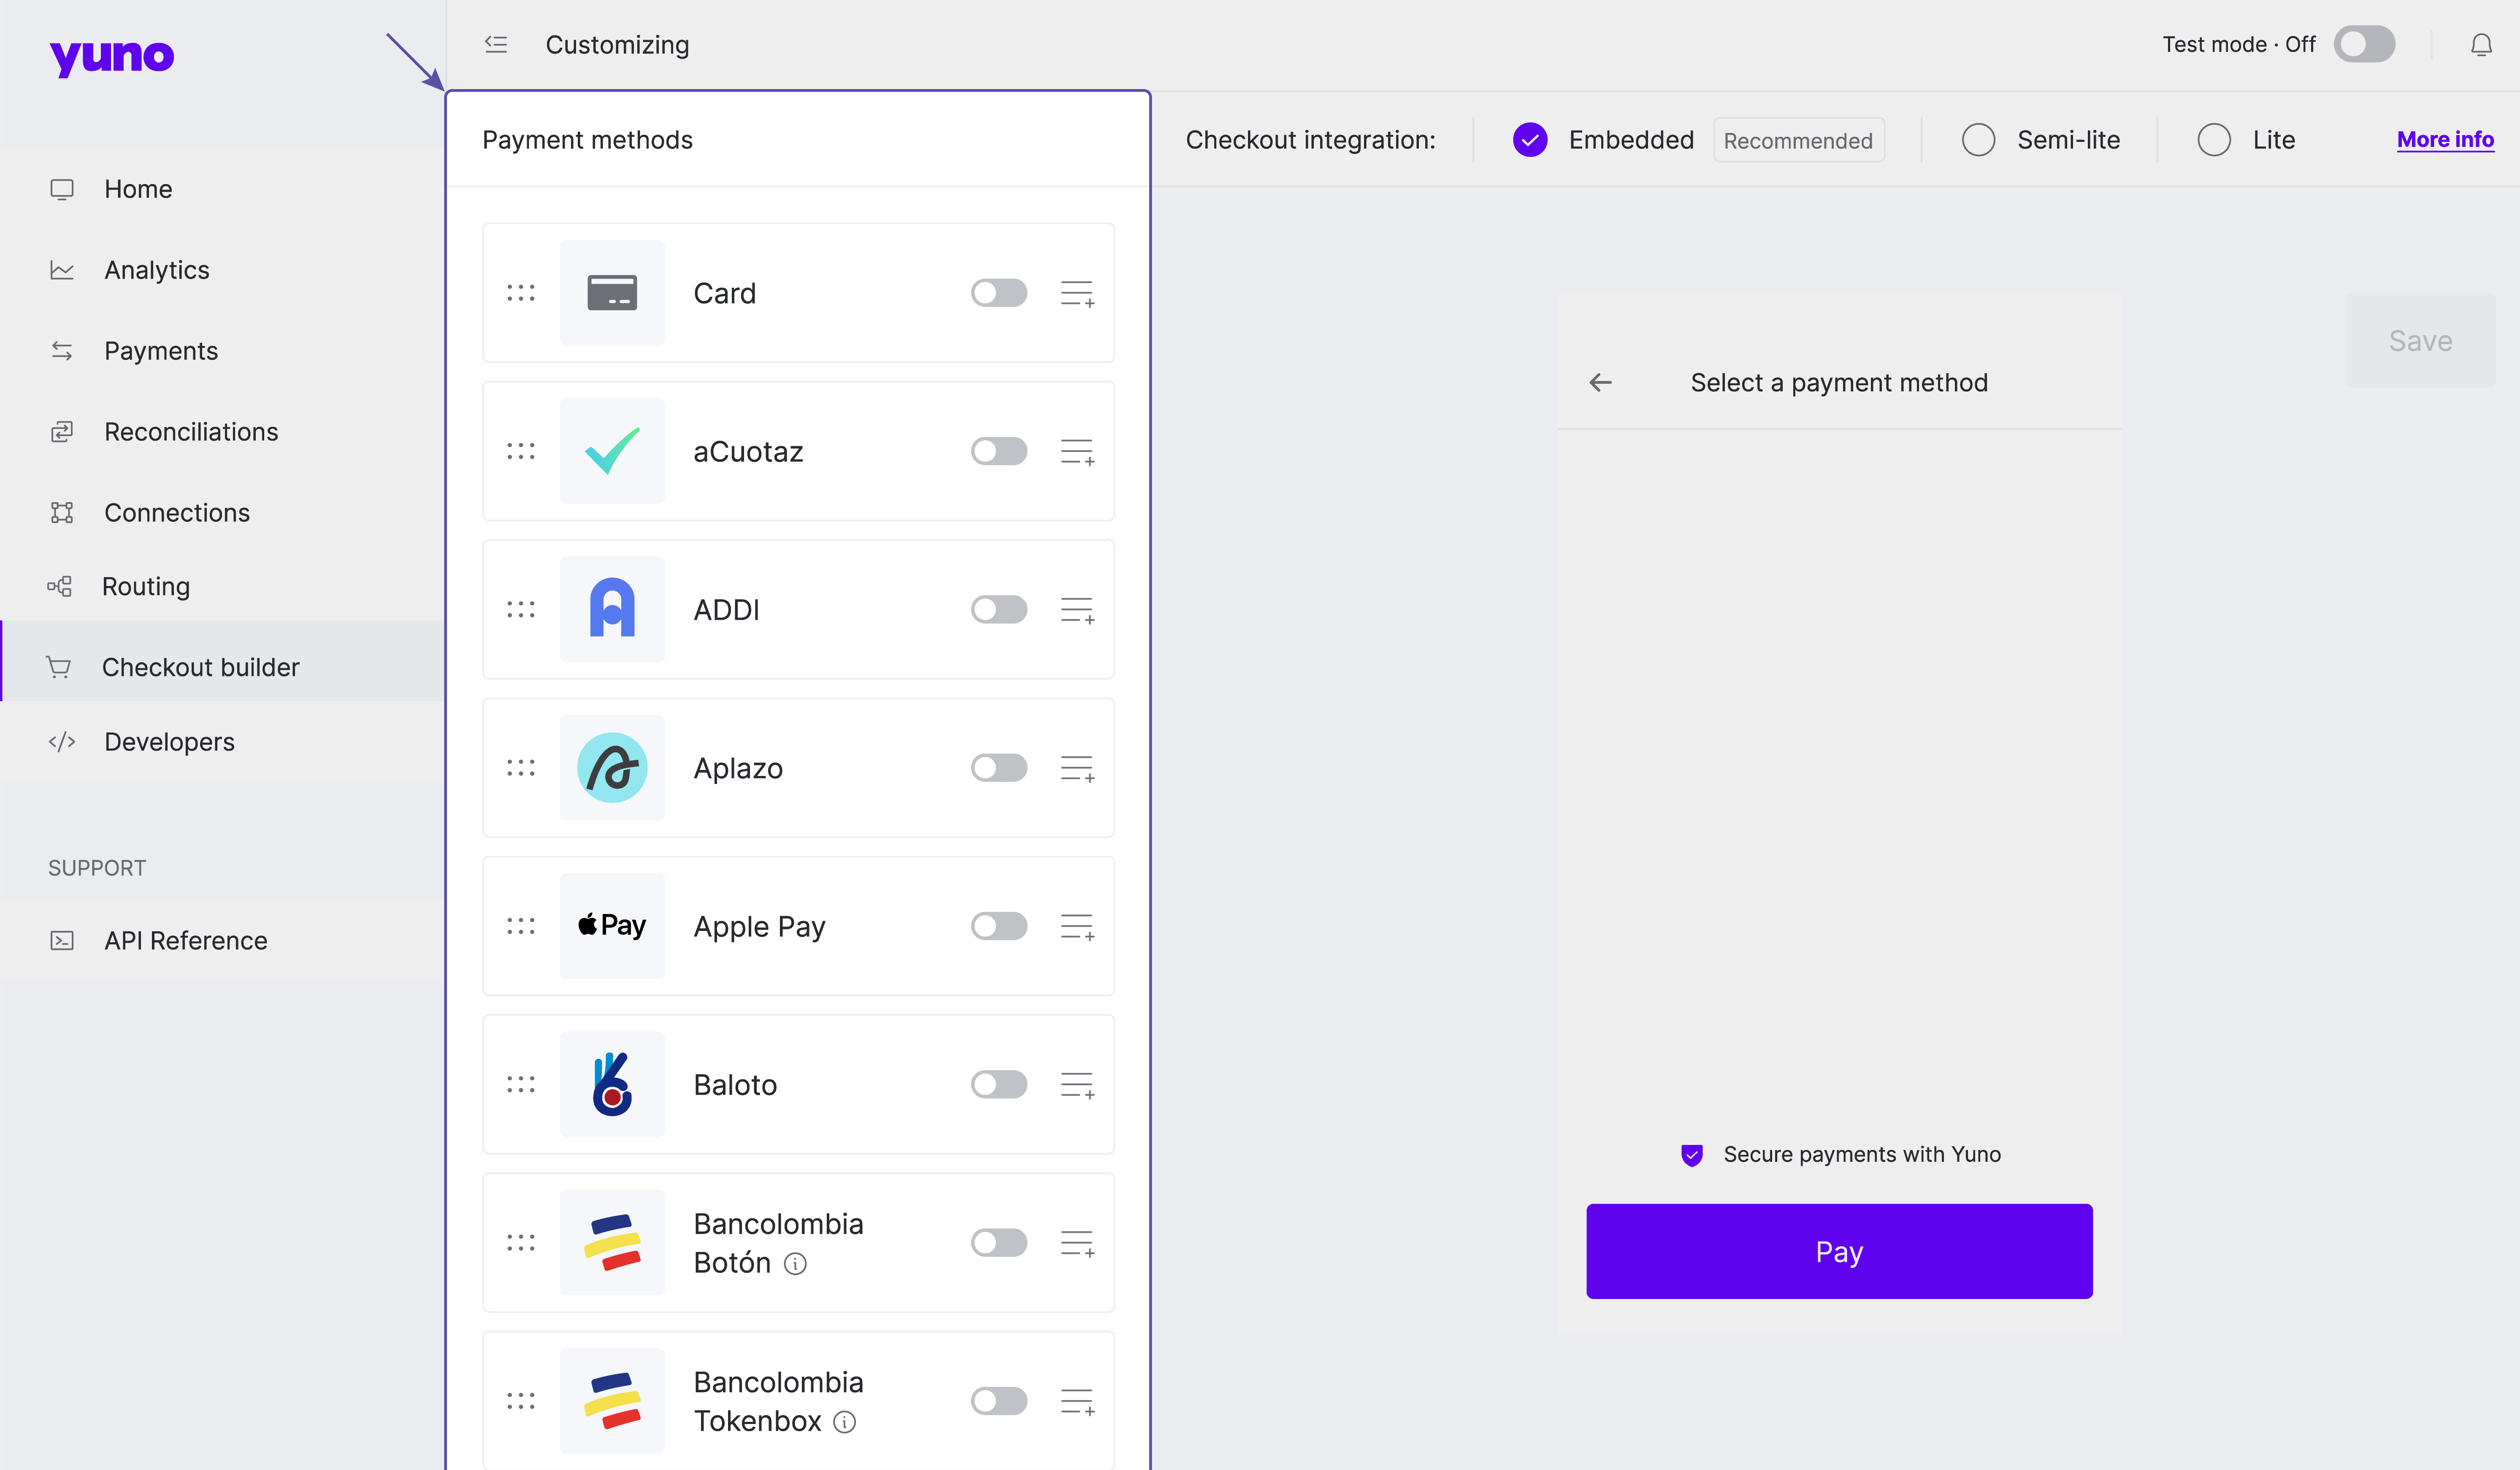 yuno
Home
Analytics
Payments
Reconciliations
Connections
Routing
Checkout builder
Developers
SUPPORT
API Reference
Customizing
Test mode · Off
Payment methods
Card
aCuotaz
ADDI
Aplazo
Pay
Apple Pay
Baloto
Bancolombia
Botón
Bancolombia
Tokenbox
Checkout integration:
Embedded
Recommended
Semi-lite
Lite
More info
Save
Select a payment method
Secure payments with Yuno
Pay